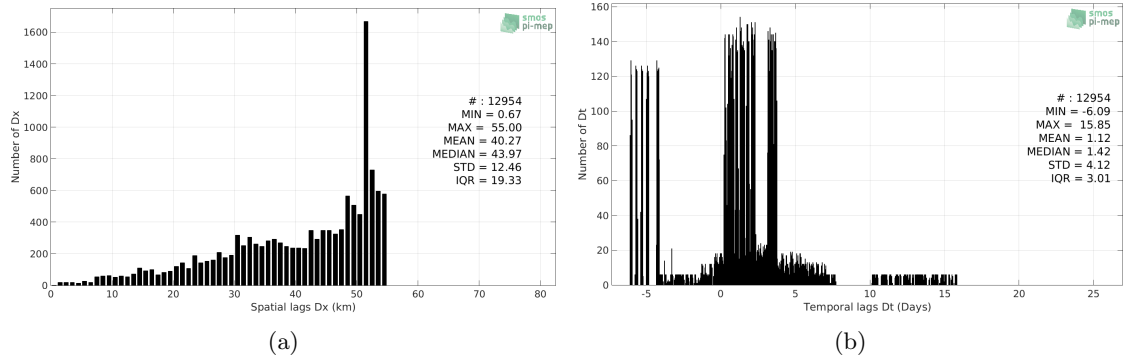 smos
pi-mep
1600
1400
1200
1000
800
600
400
200
0
Number of Dx
# : 12954
MIN = 0.67
MAX = 55.00
MEAN = 40.27
MEDIAN = 43.97
STD = 12.46
IQR = 19.33
0 10 20 30 40 50 60 70 80
Spatial lags Dx (km)
(a)
smos
pi-mep
160
140
120
100
80
60
40
20
0
Number of Dt
# : 12954
MIN = -6.09
MAX = 15.85
MEAN = 1.12
MEDIAN = 1.42
STD = 4.12
IQR = 3.01
-5 0 5 10 15 20 25
Temporal lags Dt (Days)
(b)